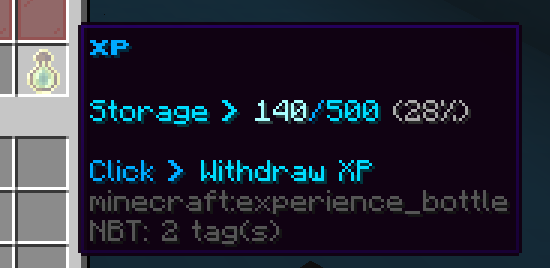 XP
Storage > 140/500 (28%)
Click > Withdraw XP
minecraft:experience_bottle
NBT: 2 tag(s)